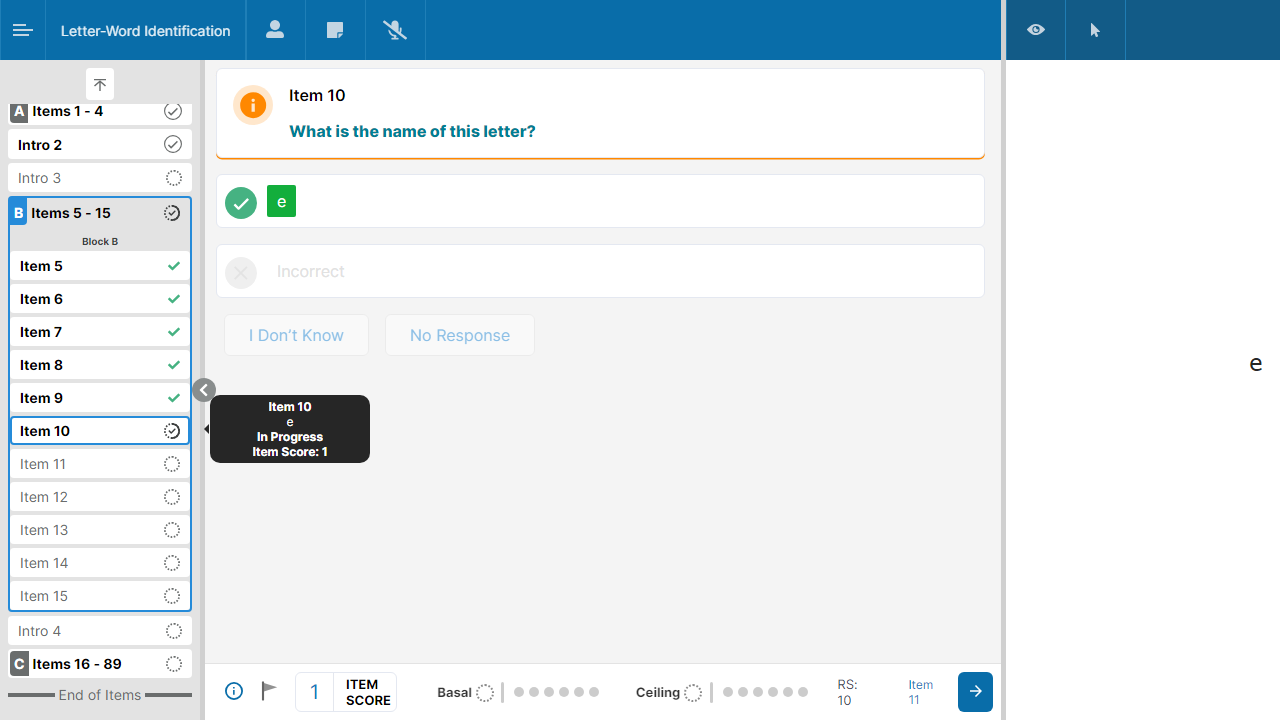 Letter-Word Identification
A Items 1 - 4
Intro 2
Intro 3
B Items 5 - 15
Block B
Item 5
Item 6
Item 7
Item 8
Item 9
Item 10
Item 11
Item 12
Item 13
Item 14
Item 15
Intro 4
C Items 16 - 89
End of Items
Item 10
What is the name of this letter?
e
Incorrect
I Don't Know
No Response
Item 10
e
In Progress
Item Score: 1
1
ITEM
SCORE
Basal
Ceiling
RS:
10
Item
11
e